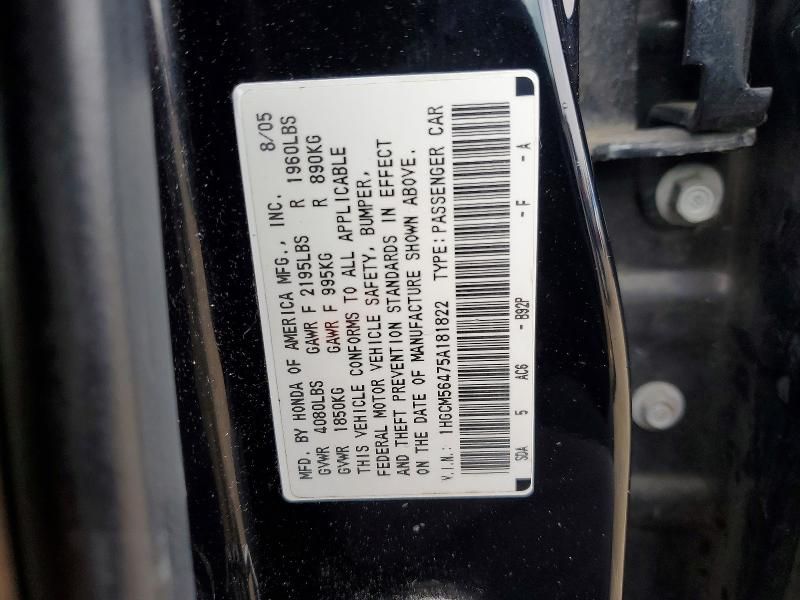 MFD. BY HONDA OF AMERICA MFG., INC. 8/05
GVWR 4080LBS GAWR F 2195LBS R 1960LBS
GVWR 1850KG GAWR F 995KG R 890KG
THIS VEHICLE CONFORMS TO ALL APPLICABLE
FEDERAL MOTOR VEHICLE SAFETY, BUMPER,
AND THEFT PREVENTION STANDARDS IN EFFECT
ON THE DATE OF MANUFACTURE SHOWN ABOVE.
V.I.N.: 1HGCM56475A181822 TYPE: PASSENGER CAR
SDA 5 AC6 - B92P - F - A